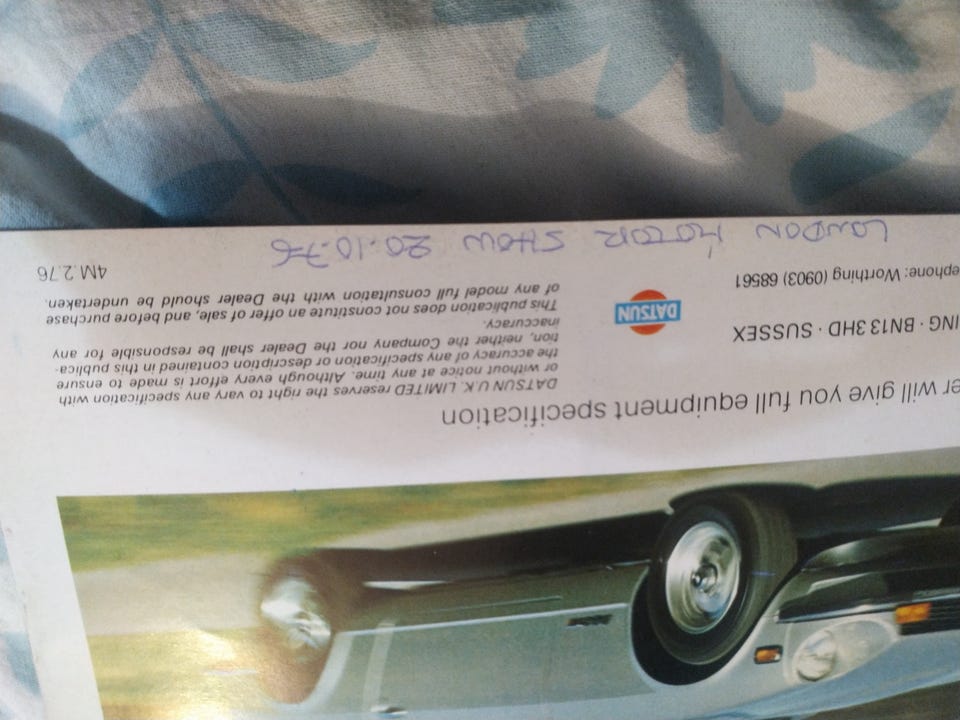 er will give you full equipment specification
ING · BN13 3HD · SUSSEX
ephone: Worthing (0903) 68561
DATSUN
DATSUN U.K. LIMITED reserves the right to vary any specification with
or without notice at any time. Although every effort is made to ensure
the accuracy of any specification or description contained in this publica-
tion, neither the Company nor the Dealer shall be responsible for any
inaccuracy.
This publication does not constitute an offer of sale, and before purchase
of any model full consultation with the Dealer should be undertaken.
4M.2.76
LONDON MOTOR SHOW 20.10.76